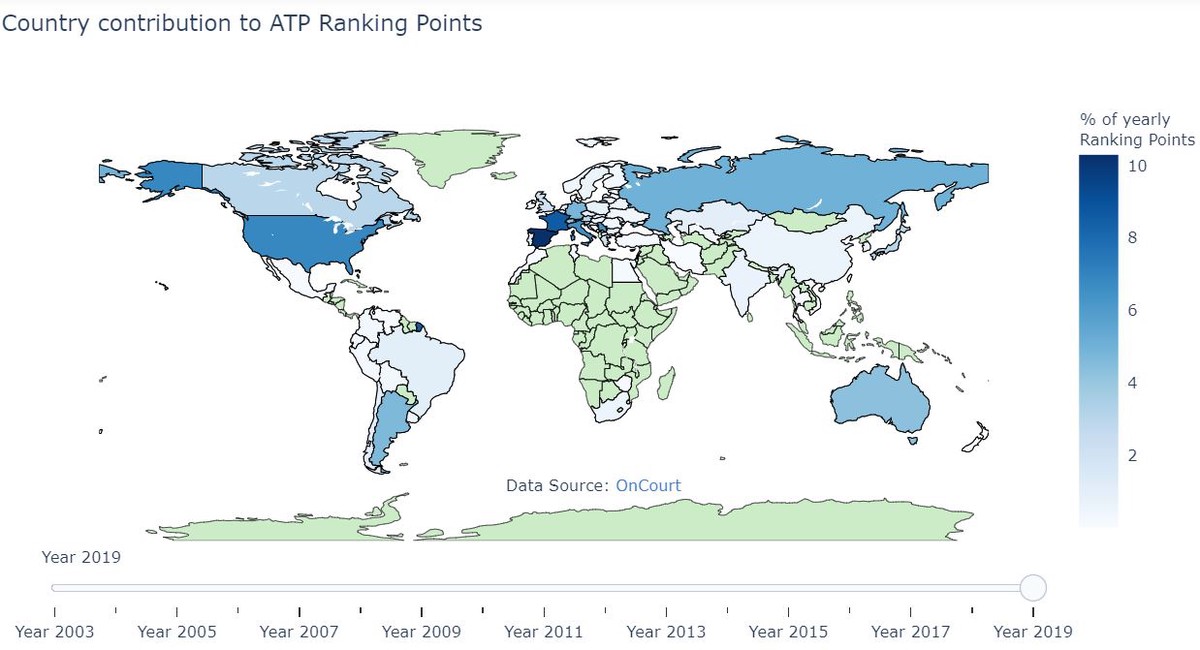 Country contribution to ATP Ranking Points
% of yearly
Ranking Points
10
8
6
4
2
Data Source: OnCourt
Year 2019
Year 2003 Year 2005 Year 2007 Year 2009 Year 2011 Year 2013 Year 2015 Year 2017 Year 2019